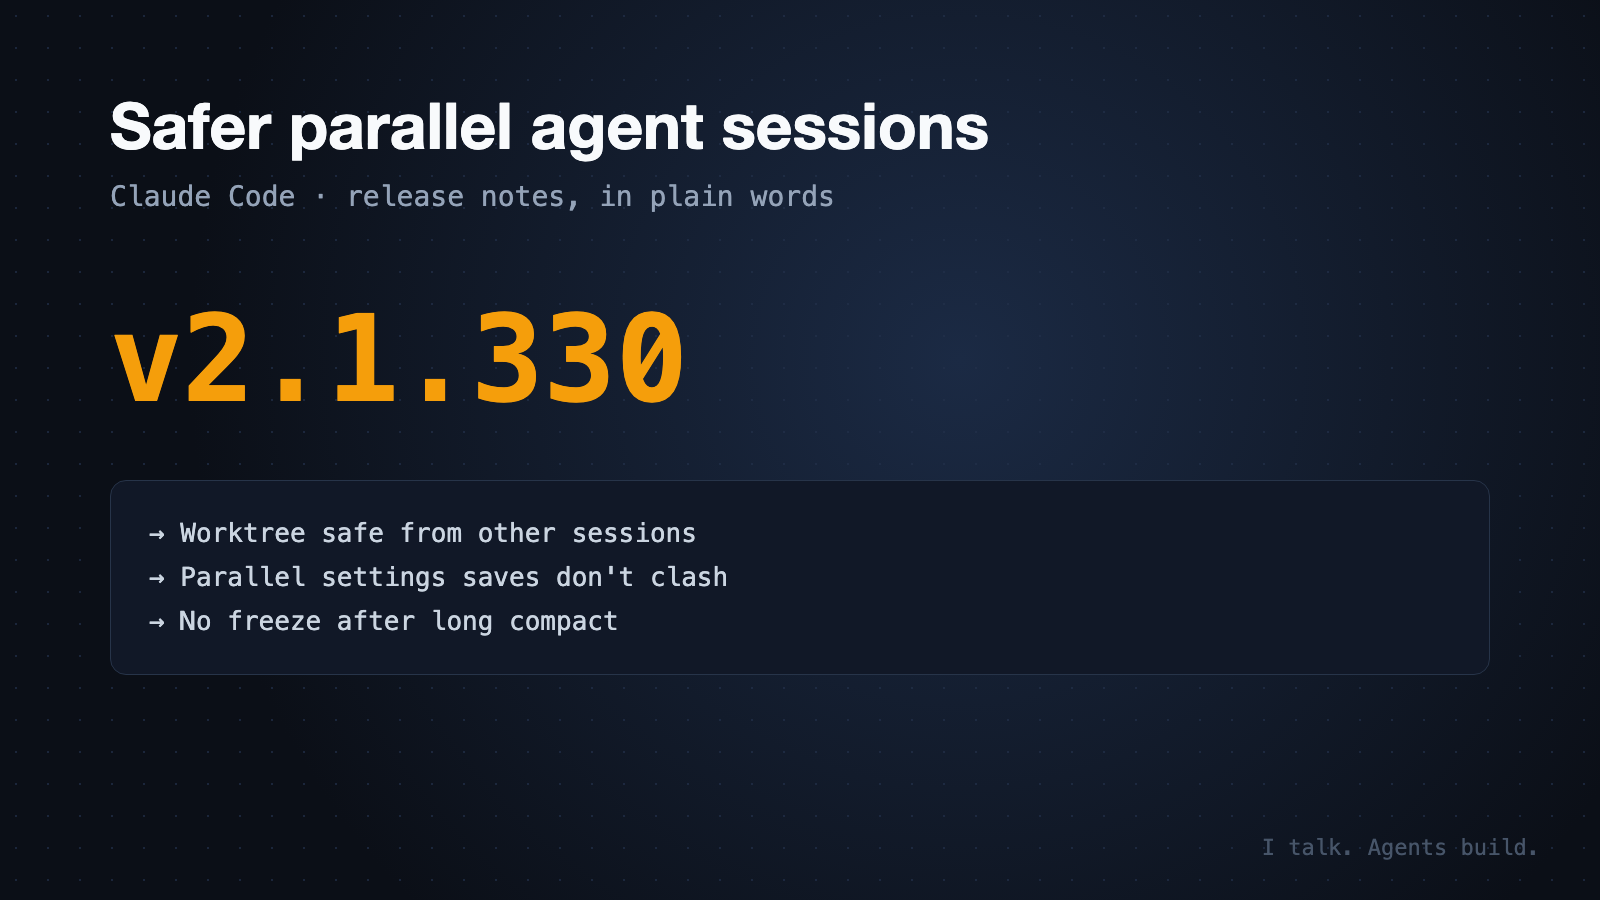 Safer parallel agent sessions
Claude Code · release notes, in plain words
v2.1.330
→ Worktree safe from other sessions
→ Parallel settings saves don't clash
→ No freeze after long compact
I talk. Agents build.